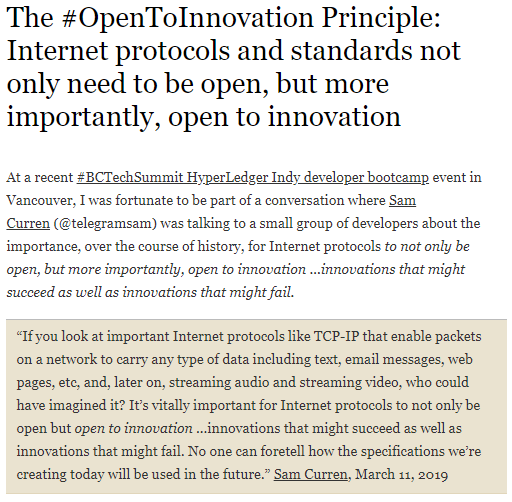 The #OpenToInnovation Principle:
Internet protocols and standards not
only need to be open, but more
importantly, open to innovation
At a recent #BCTechSummit HyperLedger Indy developer bootcamp event in
Vancouver, I was fortunate to be part of a conversation where Sam
Curren (@telegramsam) was talking to a small group of developers about the
importance, over the course of history, for Internet protocols to not only be
open, but more importantly, open to innovation …innovations that might
succeed as well as innovations that might fail.
“If you look at important Internet protocols like TCP-IP that enable packets
on a network to carry any type of data including text, email messages, web
pages, etc, and, later on, streaming audio and streaming video, who could
have imagined it? It’s vitally important for Internet protocols to not only be
open but open to innovation …innovations that might succeed as well as
innovations that might fail. No one can foretell how the specifications we’re
creating today will be used in the future.” Sam Curren, March 11, 2019